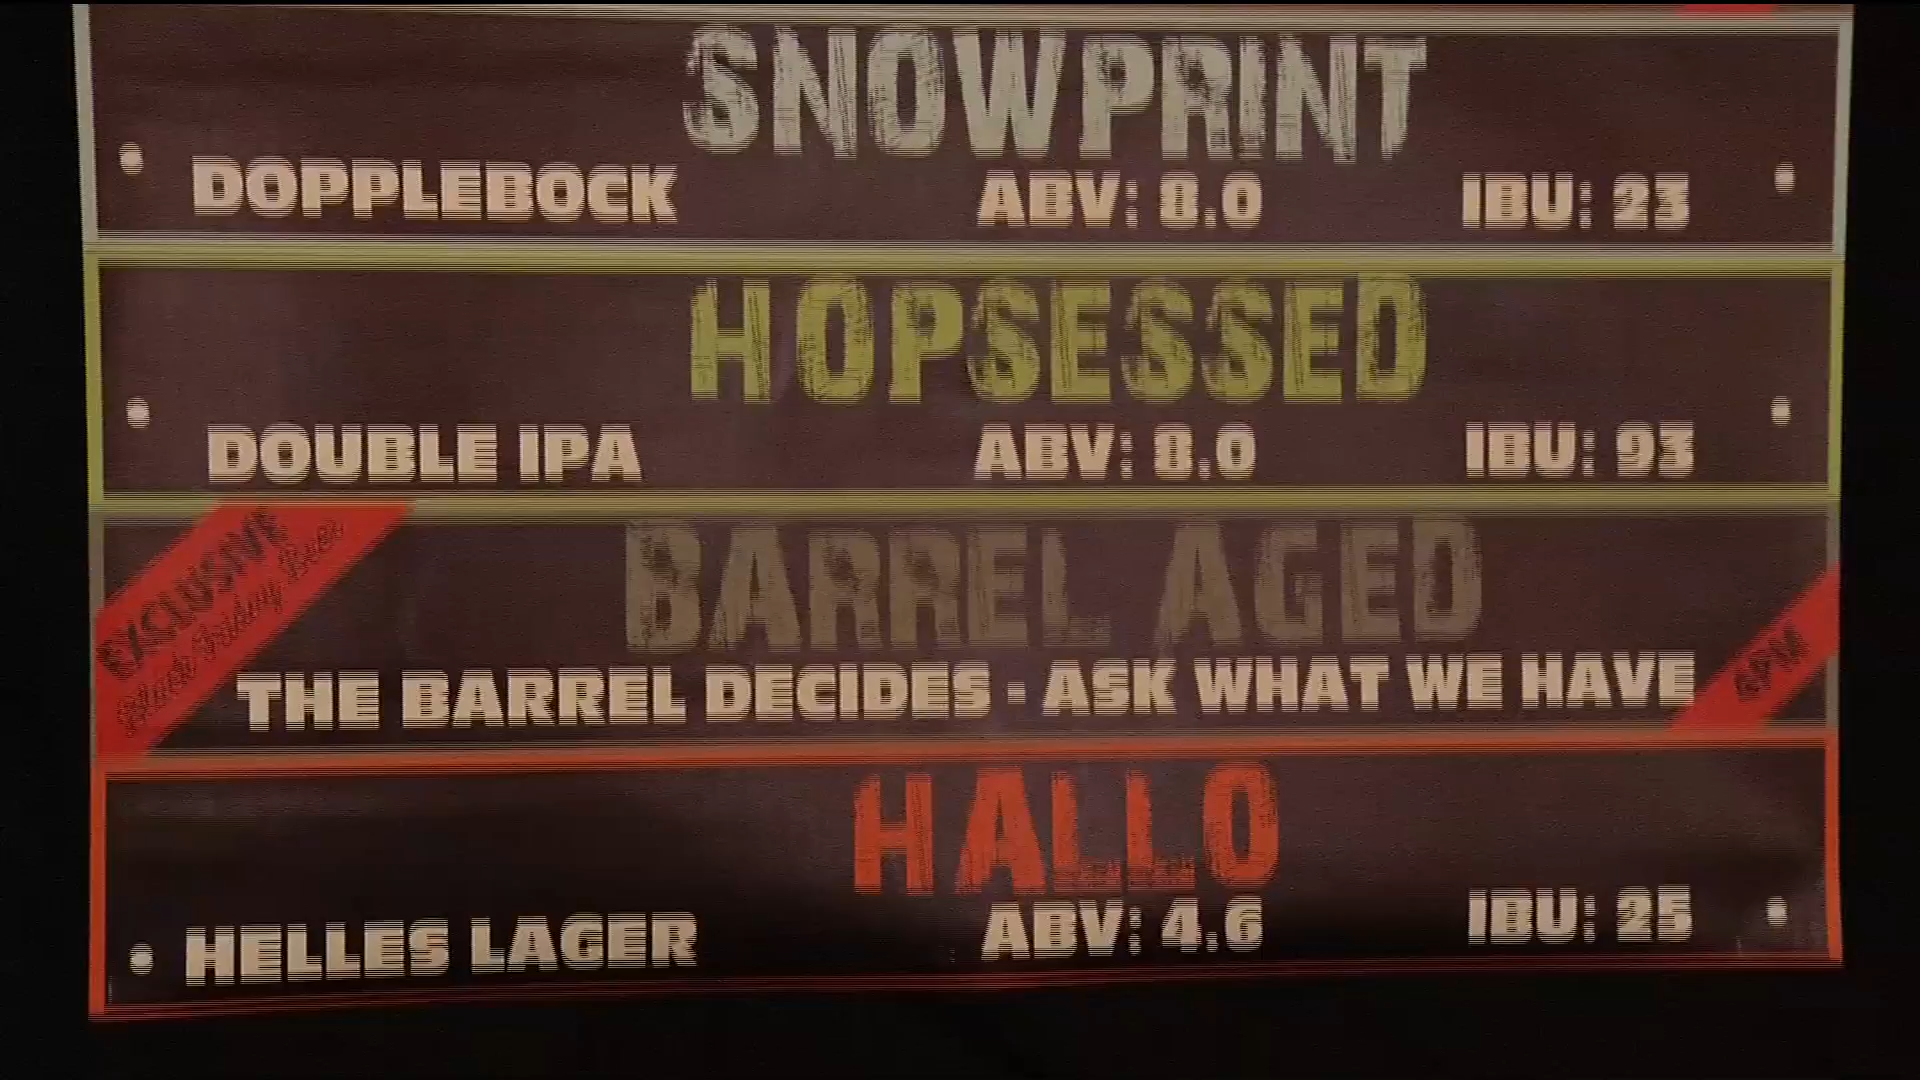 SNOWPRINT
DOPPLEBOCK ABV: 8.0 IBU: 23
HOPSESSED
DOUBLE IPA ABV: 8.0 IBU: 93
EXCLUSIVE
Black Friday Beer
BARREL AGED
THE BARREL DECIDES - ASK WHAT WE HAVE
4PM
HALLO
HELLES LAGER ABV: 4.6 IBU: 25